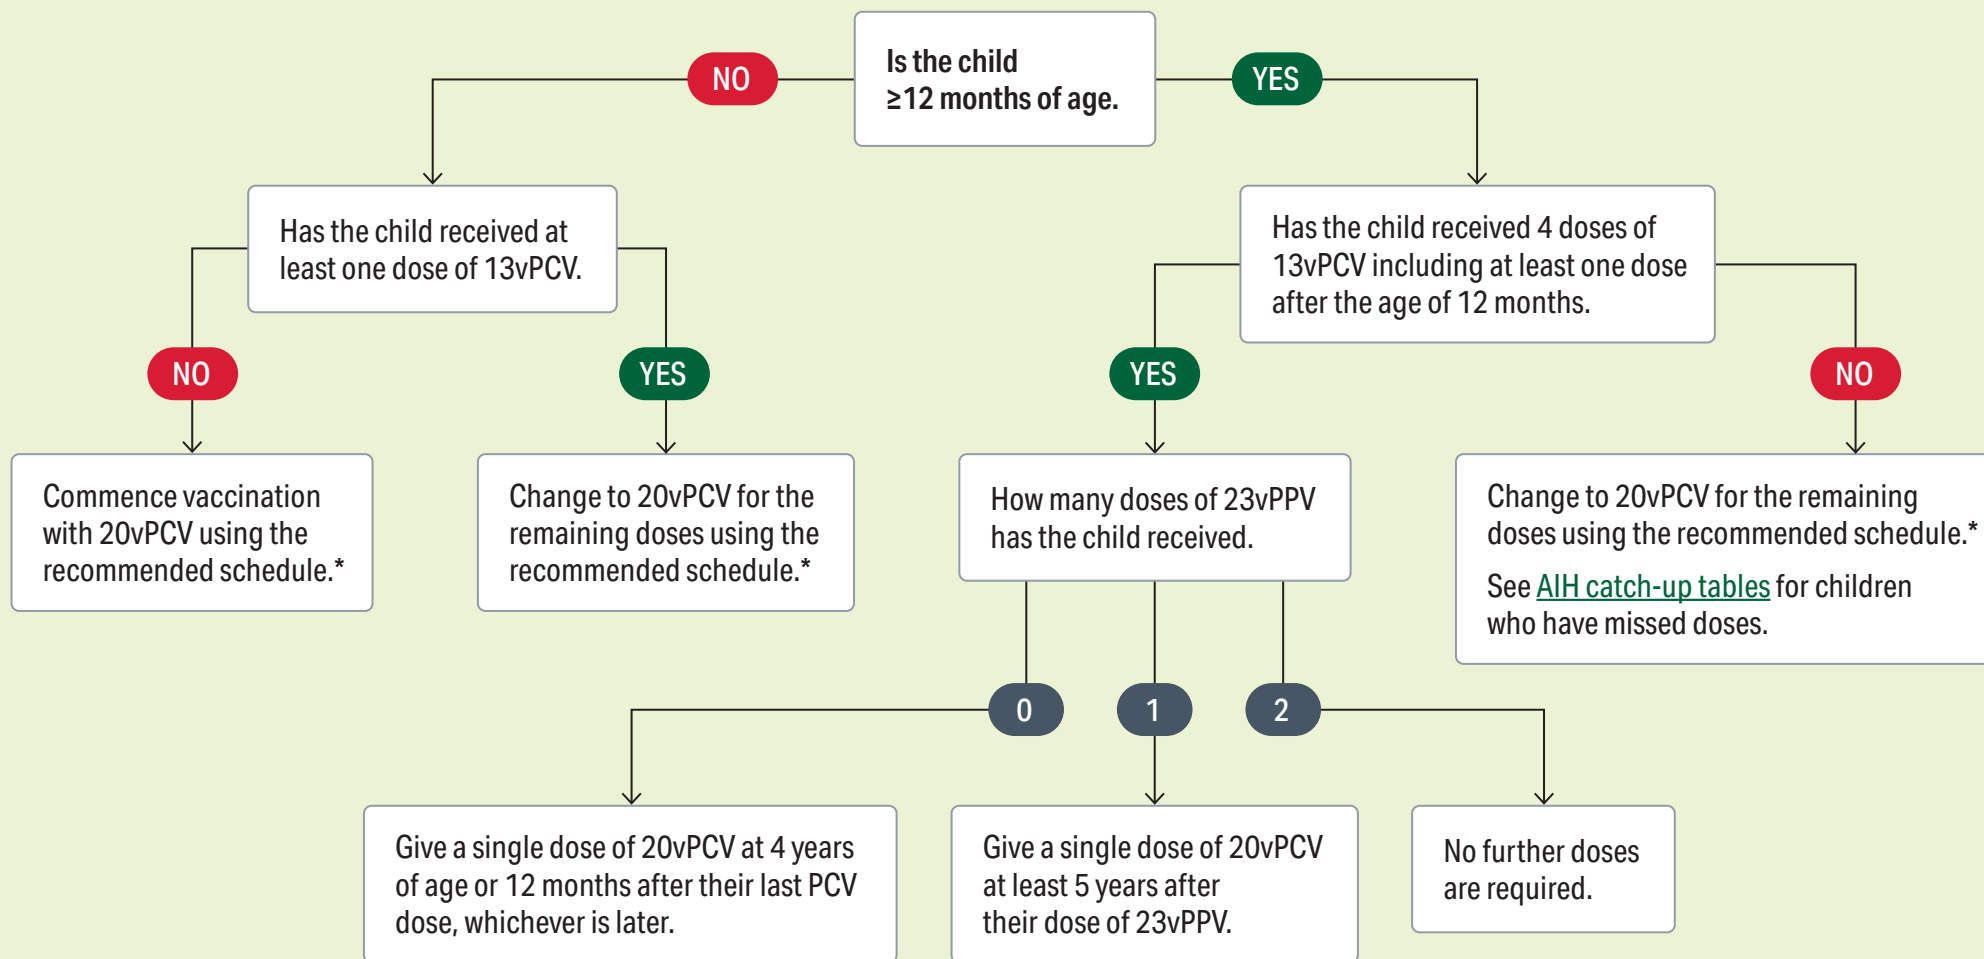 Is the child
≥12 months of age.
NO
YES
Has the child received at
least one dose of 13vPCV.
Has the child received 4 doses of
13vPCV including at least one dose
after the age of 12 months.
NO
YES
YES
NO
Commence vaccination
with 20vPCV using the
recommended schedule.*
Change to 20vPCV for the
remaining doses using the
recommended schedule.*
How many doses of 23vPPV
has the child received.
Change to 20vPCV for the remaining
doses using the recommended schedule.*
See AIH catch-up tables for children
who have missed doses.
0
1
2
Give a single dose of 20vPCV at 4 years
of age or 12 months after their last PCV
dose, whichever is later.
Give a single dose of 20vPCV
at least 5 years after
their dose of 23vPPV.
No further doses
are required.